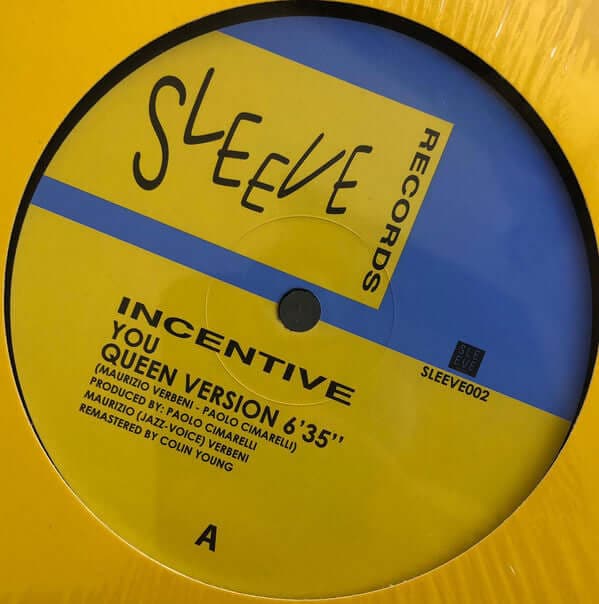 SLEEVE
RECORDS
SLEEVE
SLEEVE002
INCENTIVE
YOU
QUEEN VERSION 6'35''
(MAURIZIO VERBENI - PAOLO CIMARELLI)
PRODUCED BY: PAOLO CIMARELLI
MAURIZIO (JAZZ-VOICE) VERBENI
REMASTERED BY COLIN YOUNG
A